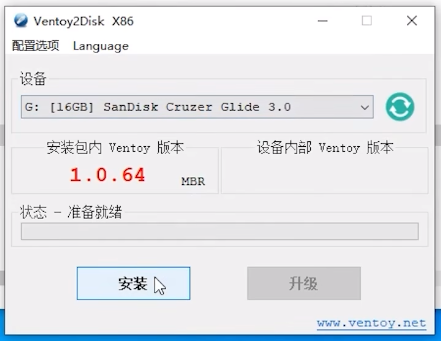 Ventoy2Disk X86
配置选项 Language
设备
G: [16GB] SanDisk Cruzer Glide 3.0
安装包内 Ventoy 版本
设备内部 Ventoy 版本
1.0.64
MBR
状态 - 准备就绪
安装
升级
www.ventoy.net